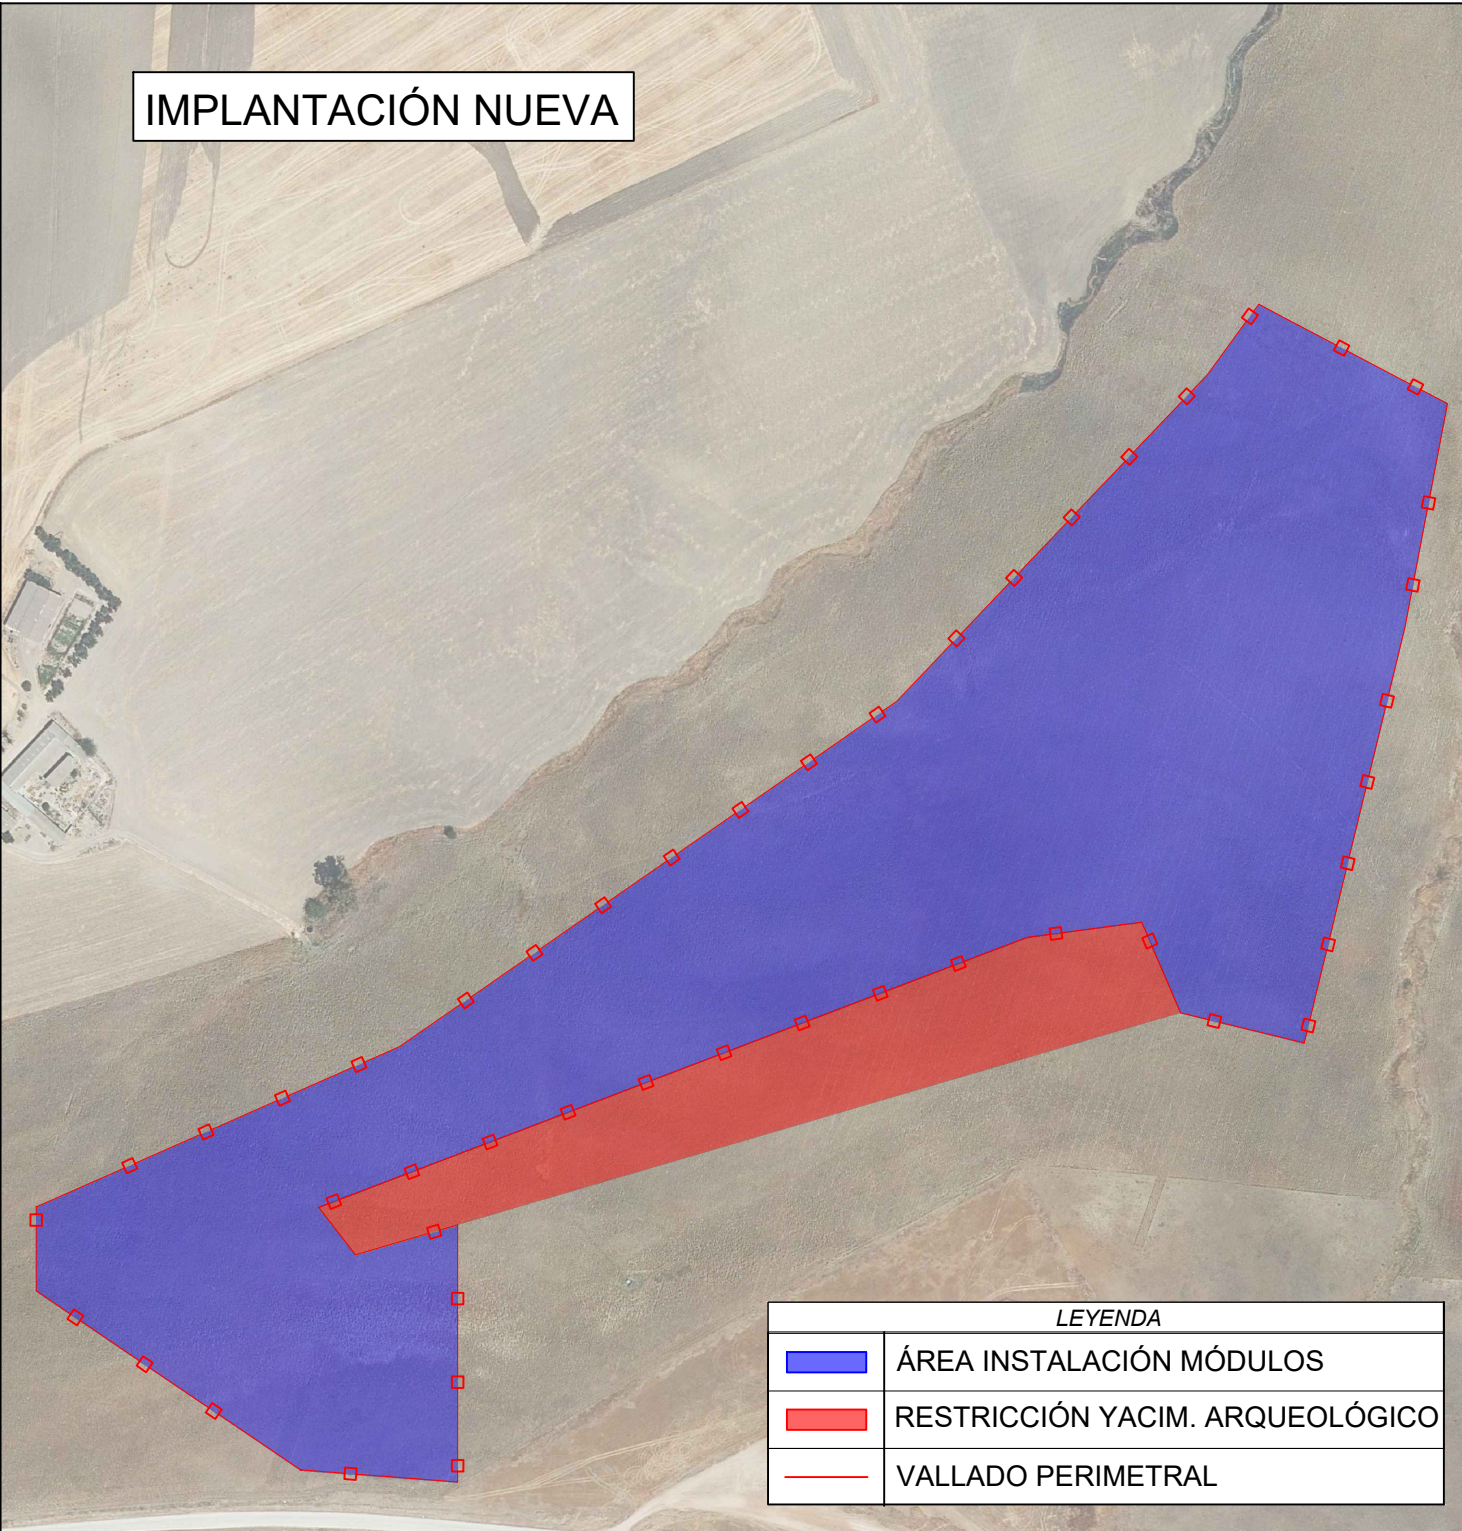 IMPLANTACIÓN NUEVA
LEYENDA
ÁREA INSTALACIÓN MÓDULOS
RESTRICCIÓN YACIM. ARQUEOLÓGICO
VALLADO PERIMETRAL